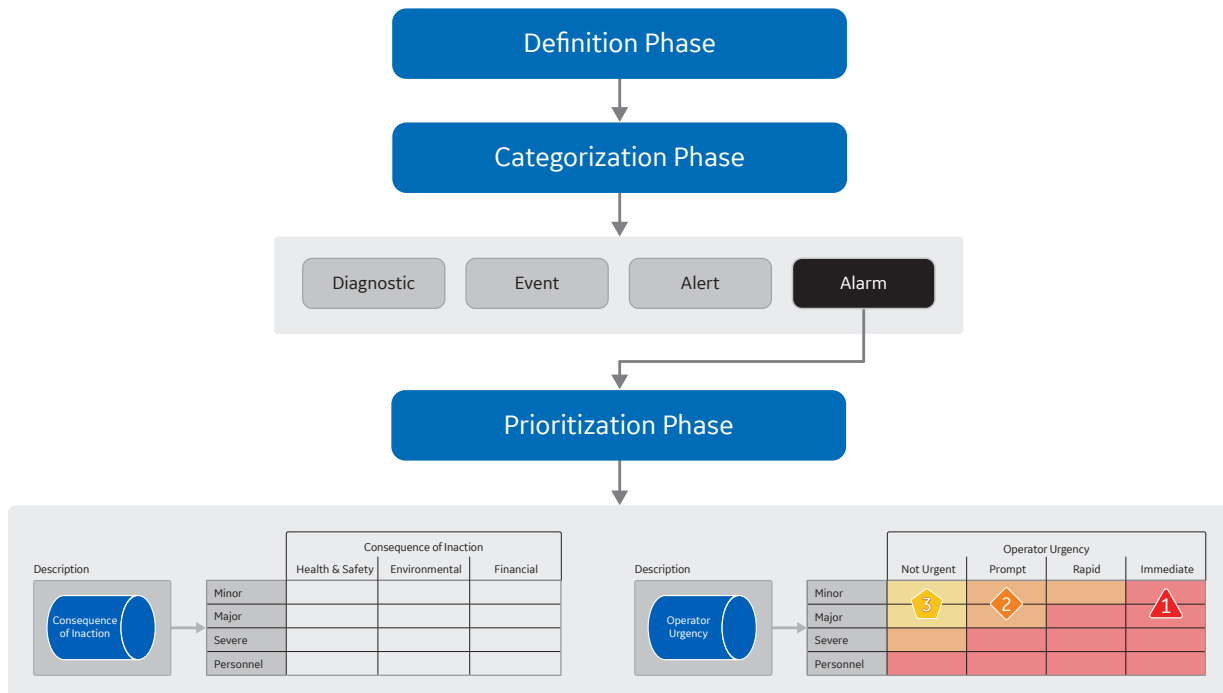 Definition Phase
Categorization Phase
Diagnostic
Event
Alert
Alarm
Prioritization Phase
Description
Consequence
of Inaction
Consequence of Inaction
Health & Safety
Environmental
Financial
Minor
Major
Severe
Personnel
Description
Operator
Urgency
Operator Urgency
Not Urgent
Prompt
Rapid
Immediate
Minor
Major
Severe
Personnel
3
2
1